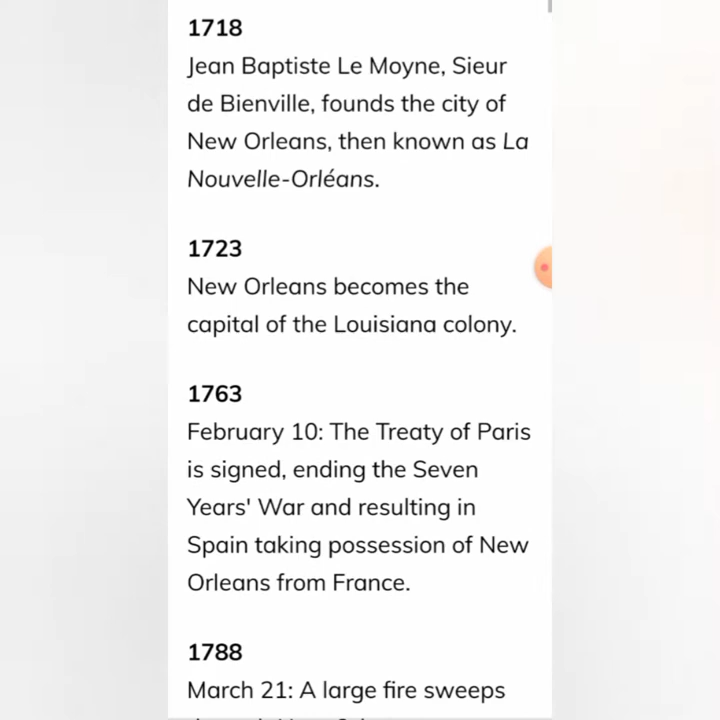 1718
Jean Baptiste Le Moyne, Sieur
de Bienville, founds the city of
New Orleans, then known as La
Nouvelle-Orléans.
1723
New Orleans becomes the
capital of the Louisiana colony.
1763
February 10: The Treaty of Paris
is signed, ending the Seven
Years' War and resulting in
Spain taking possession of New
Orleans from France.
1788
March 21: A large fire sweeps